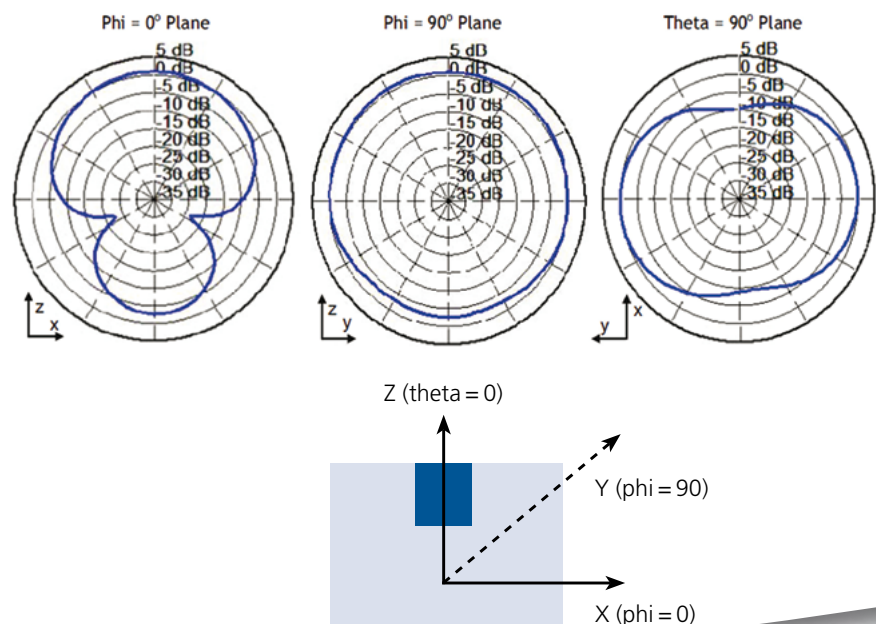 Phi = 0° Plane
5 dB
0 dB
-5 dB
-10 dB
-15 dB
-20 dB
-25 dB
-30 dB
-35 dB
z
x
Phi = 90° Plane
5 dB
0 dB
-5 dB
-10 dB
-15 dB
-20 dB
-25 dB
-30 dB
-35 dB
z
y
Theta = 90° Plane
5 dB
0 dB
-5 dB
-10 dB
-15 dB
-20 dB
-25 dB
-30 dB
-35 dB
y
x
Z (theta = 0)
Y (phi = 90)
X (phi = 0)